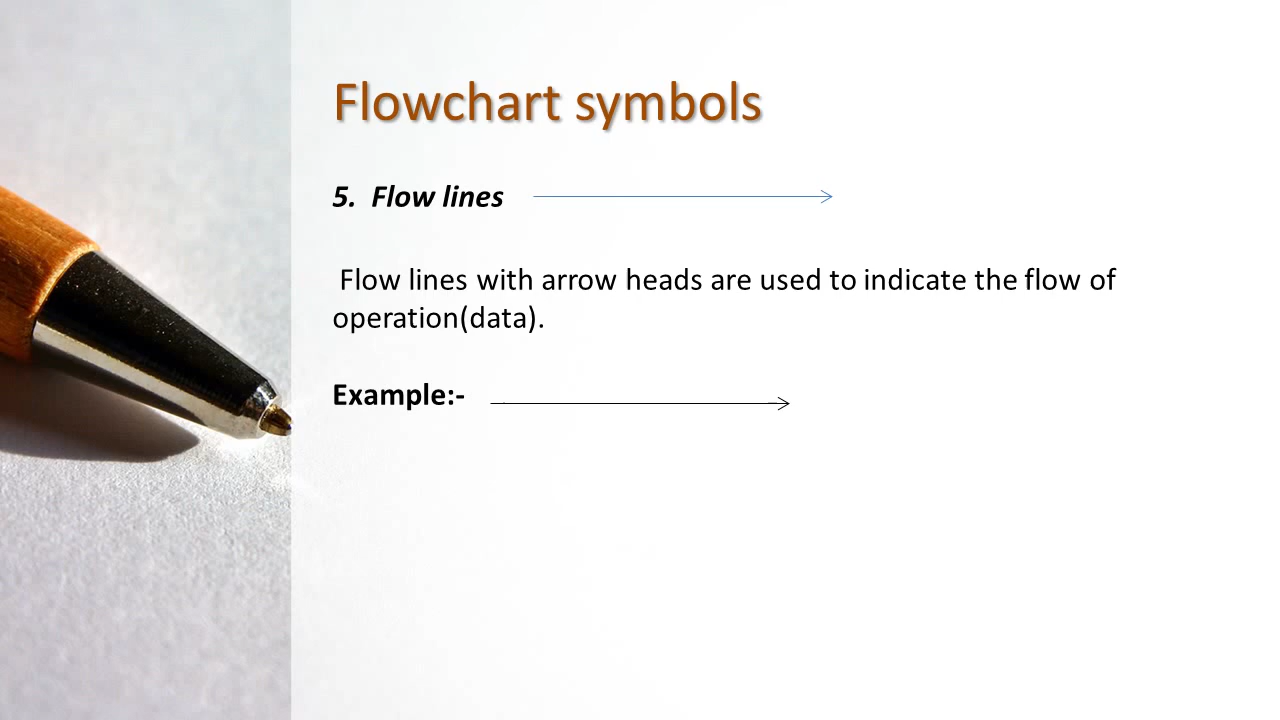 Flowchart symbols
5. Flow lines
Flow lines with arrow heads are used to indicate the flow of
operation(data).
Example:-